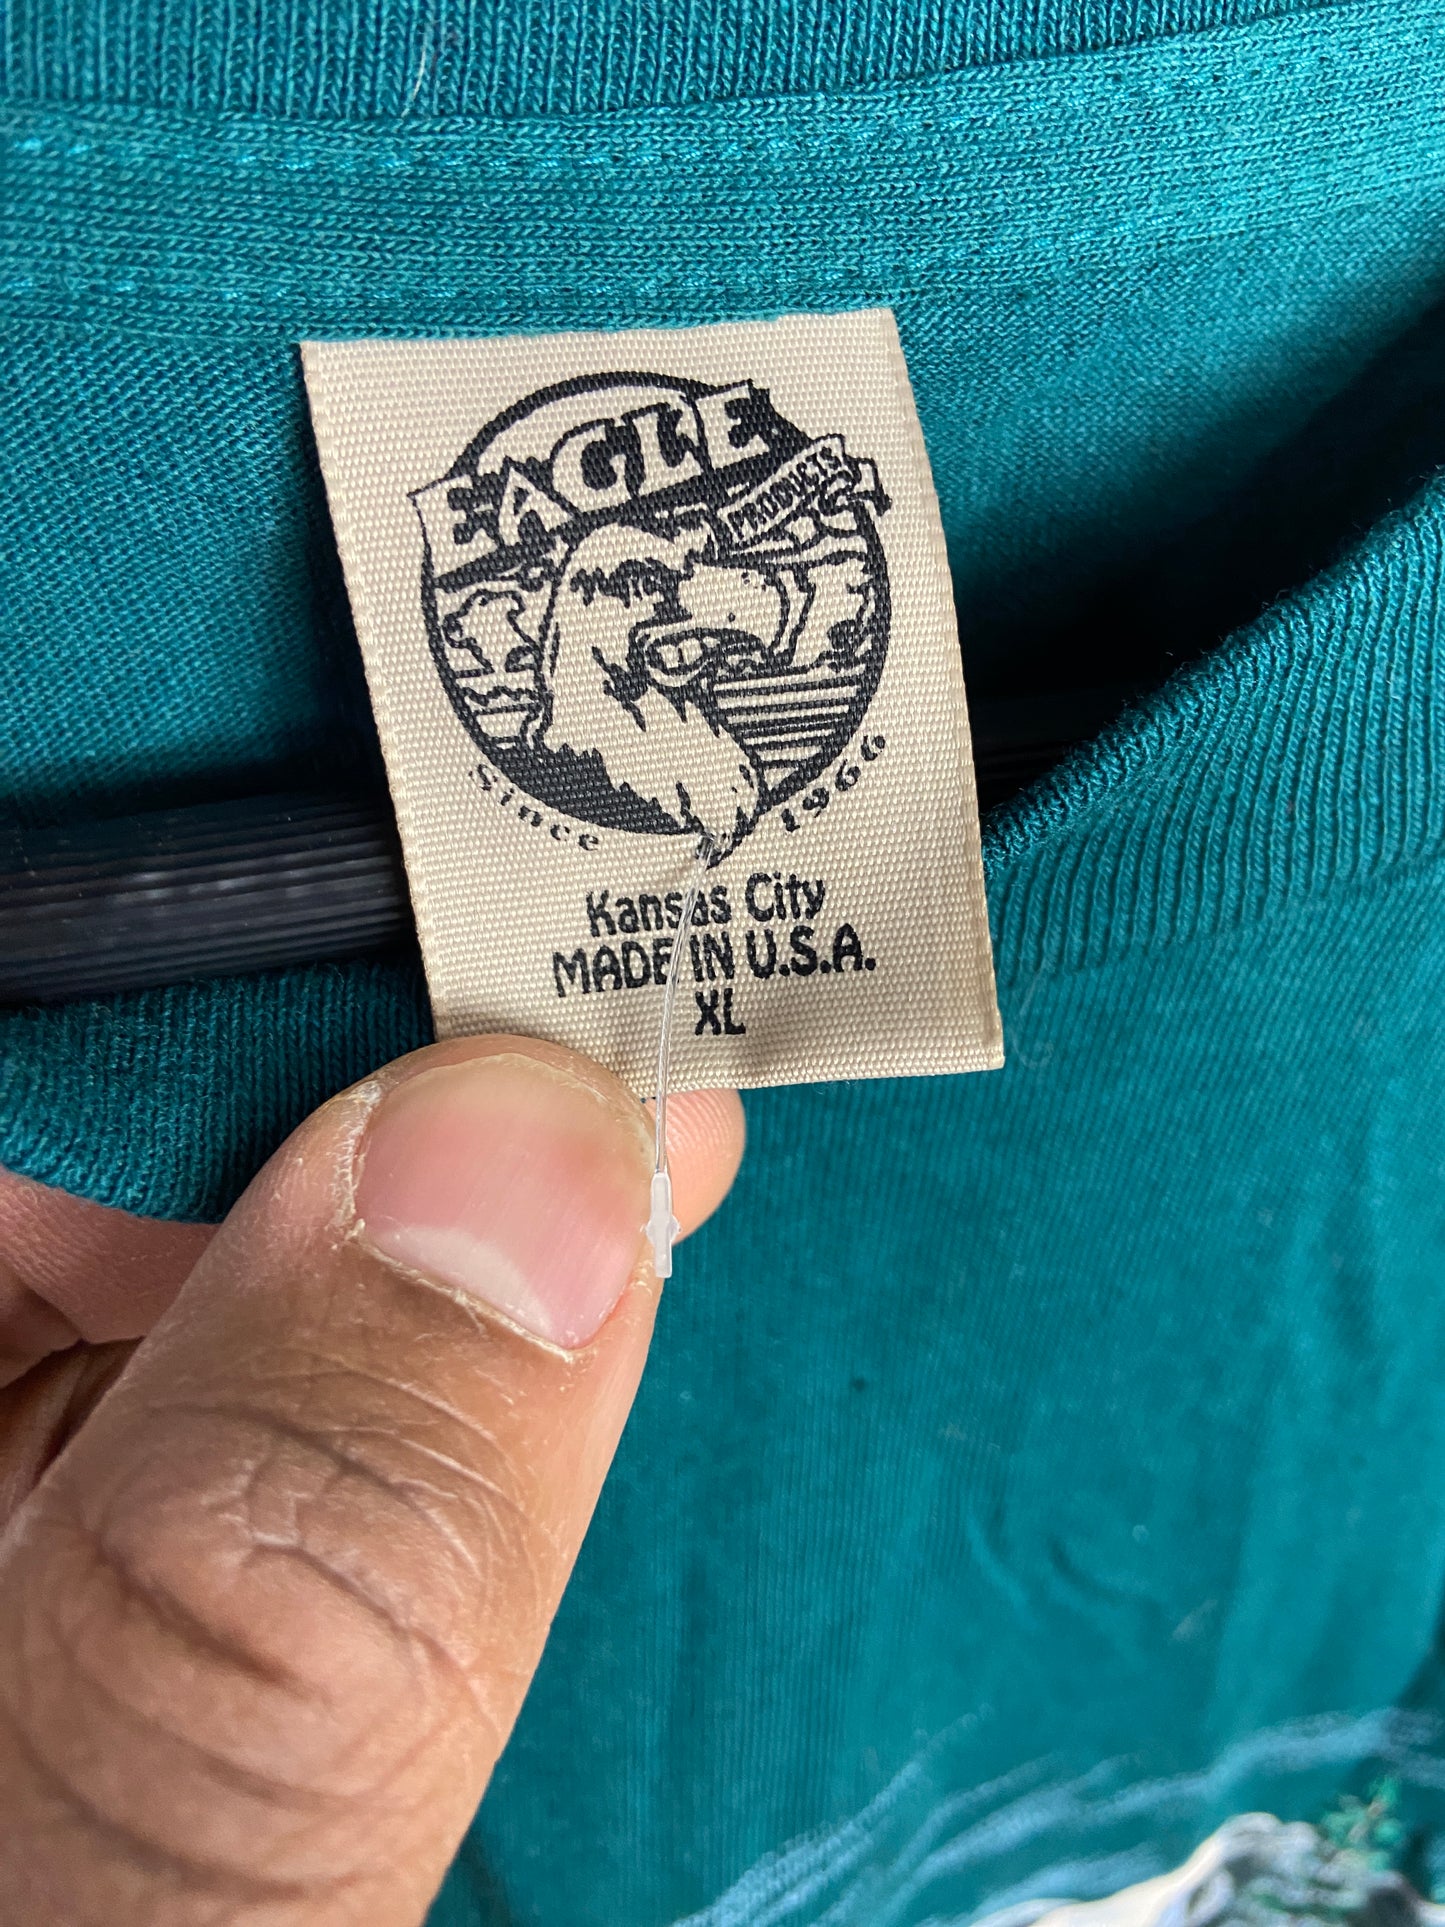 EAGLE
PRODUCTS
Since 1966
Kansas City
MADE IN U.S.A.
XL